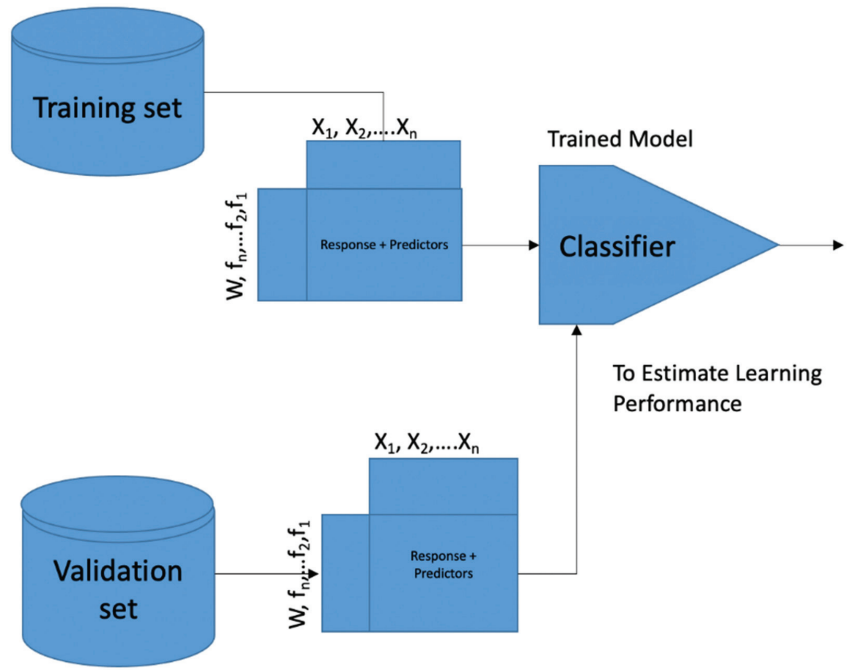 Training set
X₁, X₂,....Xₙ
W, fₙ,...f₂,f₁
Response + Predictors
Trained Model
Classifier
To Estimate Learning
Performance
Validation
set
X₁, X₂,....Xₙ
W, fₙ,...f₂,f₁
Response +
Predictors